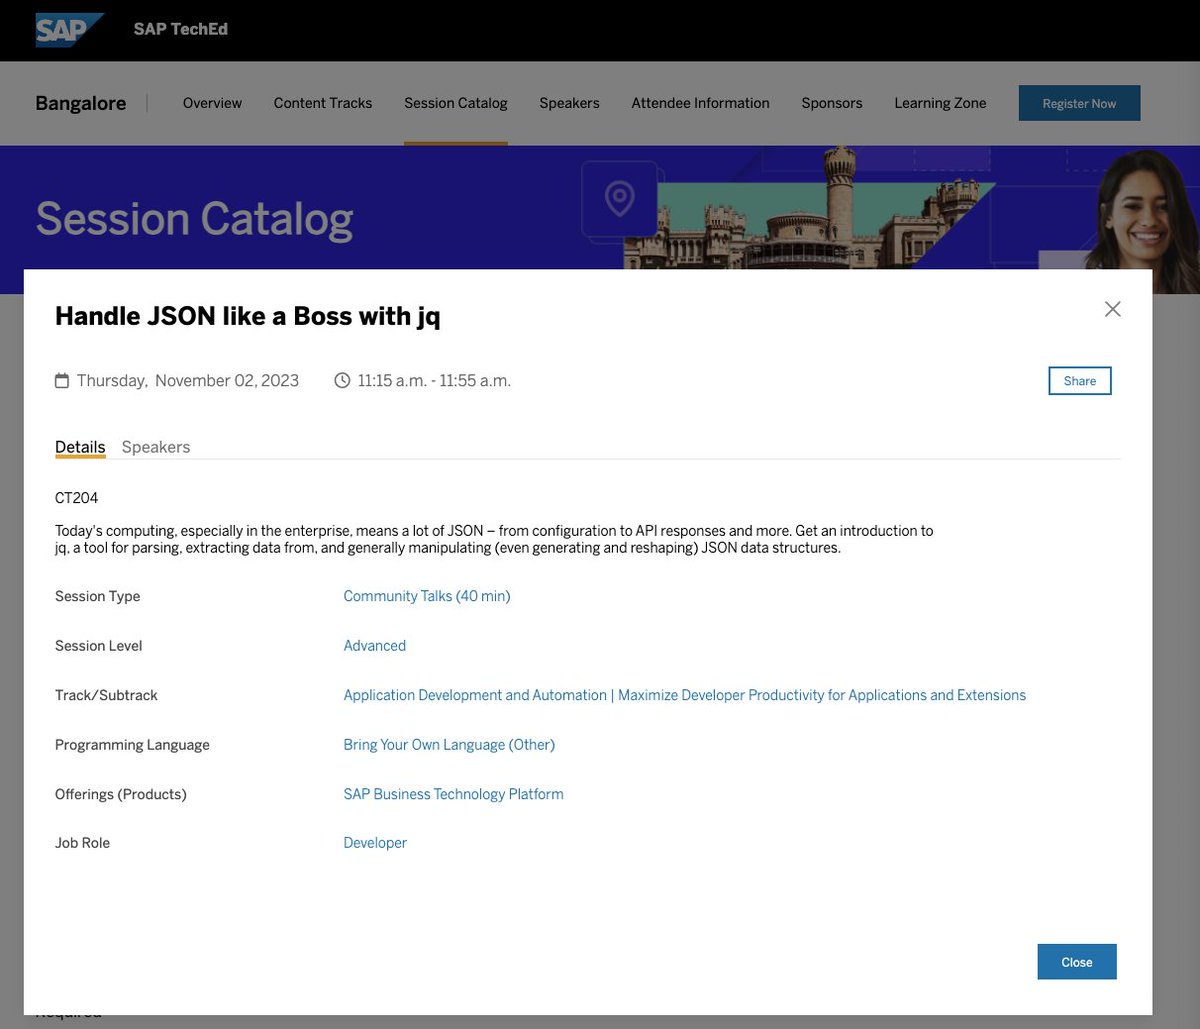 SAP SAP TechEd
Bangalore Overview Content Tracks Session Catalog Speakers Attendee Information Sponsors Learning Zone Register Now
Session Catalog
Handle JSON like a Boss with jq
Thursday, November 02, 2023 11:15 a.m. - 11:55 a.m. Share
Details Speakers
CT204
Today's computing, especially in the enterprise, means a lot of JSON – from configuration to API responses and more. Get an introduction to
jq, a tool for parsing, extracting data from, and generally manipulating (even generating and reshaping) JSON data structures.
Session Type Community Talks (40 min)
Session Level Advanced
Track/Subtrack Application Development and Automation | Maximize Developer Productivity for Applications and Extensions
Programming Language Bring Your Own Language (Other)
Offerings (Products) SAP Business Technology Platform
Job Role Developer
Close